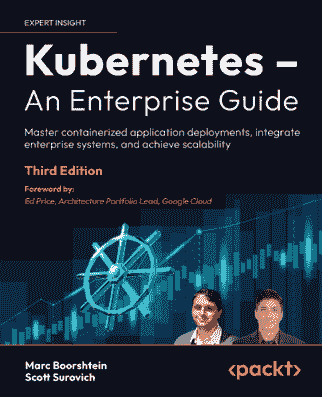 EXPERT INSIGHT
Kubernetes –
An Enterprise Guide
Master containerized application deployments, integrate
enterprise systems, and achieve scalability
Third Edition
Foreword by:
Ed Price, Architecture Portfolio Lead, Google Cloud
Marc Boorshtein
Scott Surovich
<packt>